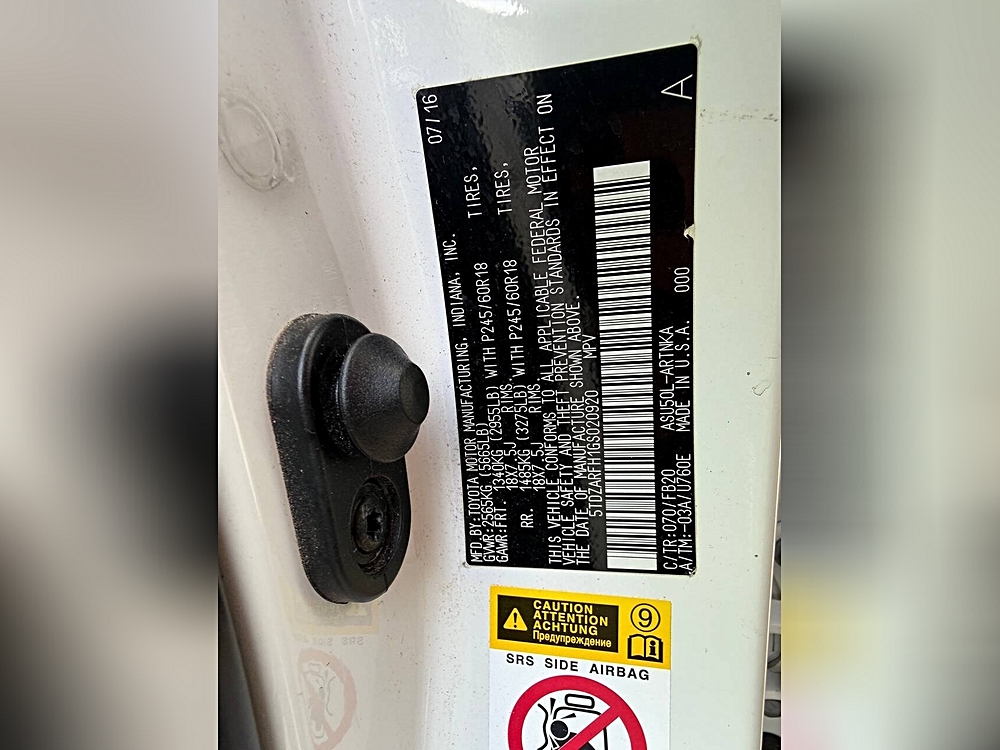 MFD.BY:TOYOTA MOTOR MANUFACTURING, INDIANA, INC. 07/16
GVWR:2565KG (5665LB)
GAWR:FRT. 1340KG (2955LB) WITH P245/60R18 TIRES,
18X7.5J RIMS.
RR. 1485KG (3275LB) WITH P245/60R18 TIRES,
18X7.5J RIMS.
THIS VEHICLE CONFORMS TO ALL APPLICABLE FEDERAL MOTOR
VEHICLE SAFETY AND THEFT PREVENTION STANDARDS IN EFFECT ON
THE DATE OF MANUFACTURE SHOWN ABOVE.
5TDZARFH1GS020920 MPV
C/TR:070/FB20 ASU50L-ARTNKA
A/TM:-03A/U760E MADE IN U.S.A. 000 A
CAUTION
ATTENTION
ACHTUNG
Предупреждение
9
SRS SIDE AIRBAG